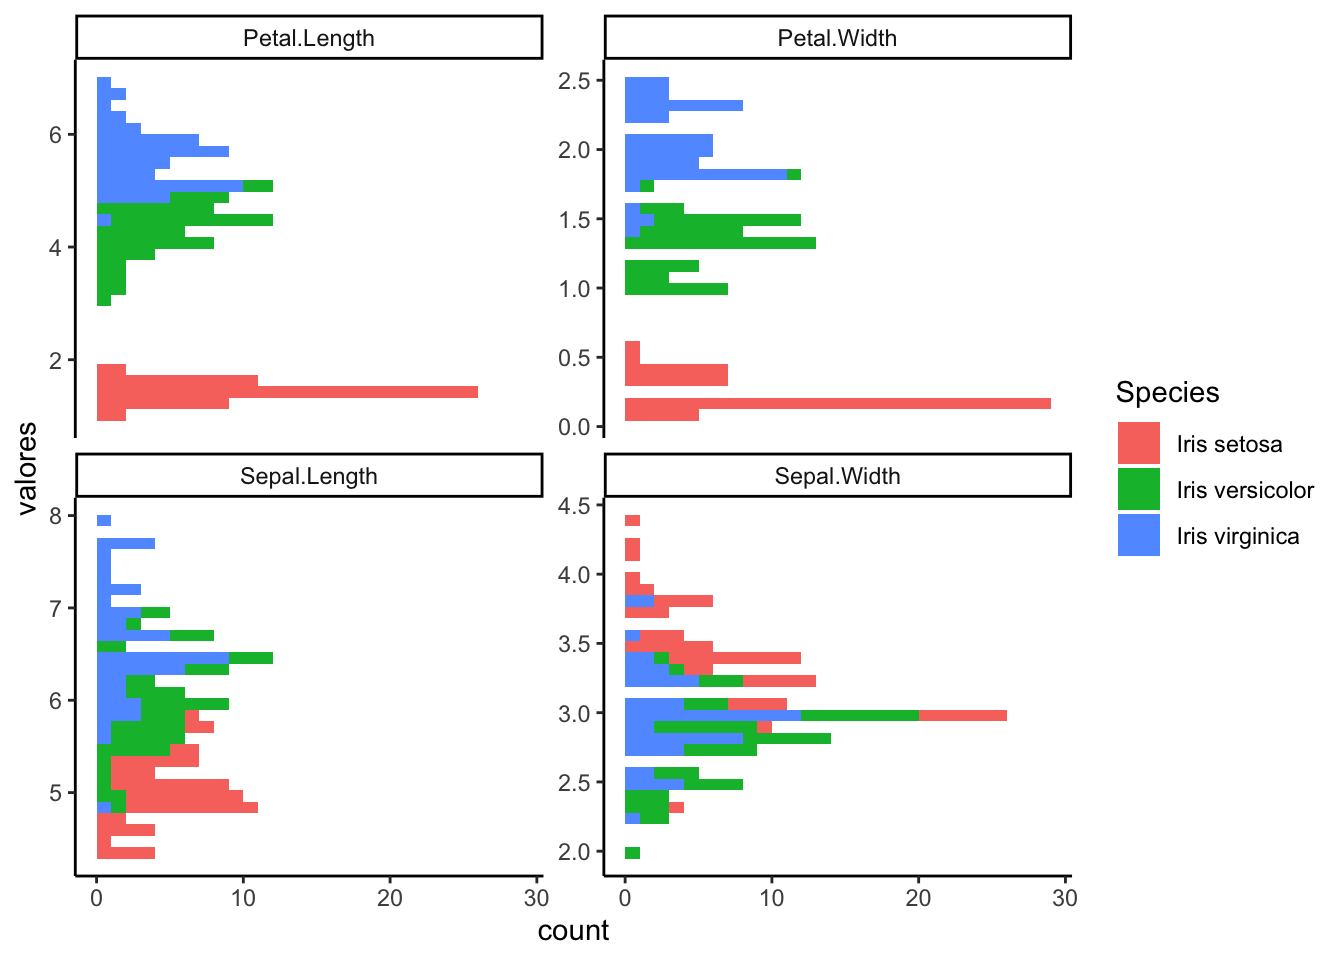 Petal.Length
Petal.Width
6
4
2
2.5
2.0
1.5
1.0
0.5
0.0
Sepal.Length
Sepal.Width
8
7
6
5
4.5
4.0
3.5
3.0
2.5
2.0
0 10 20 30
0 10 20 30
count
valores
Species
Iris setosa
Iris versicolor
Iris virginica